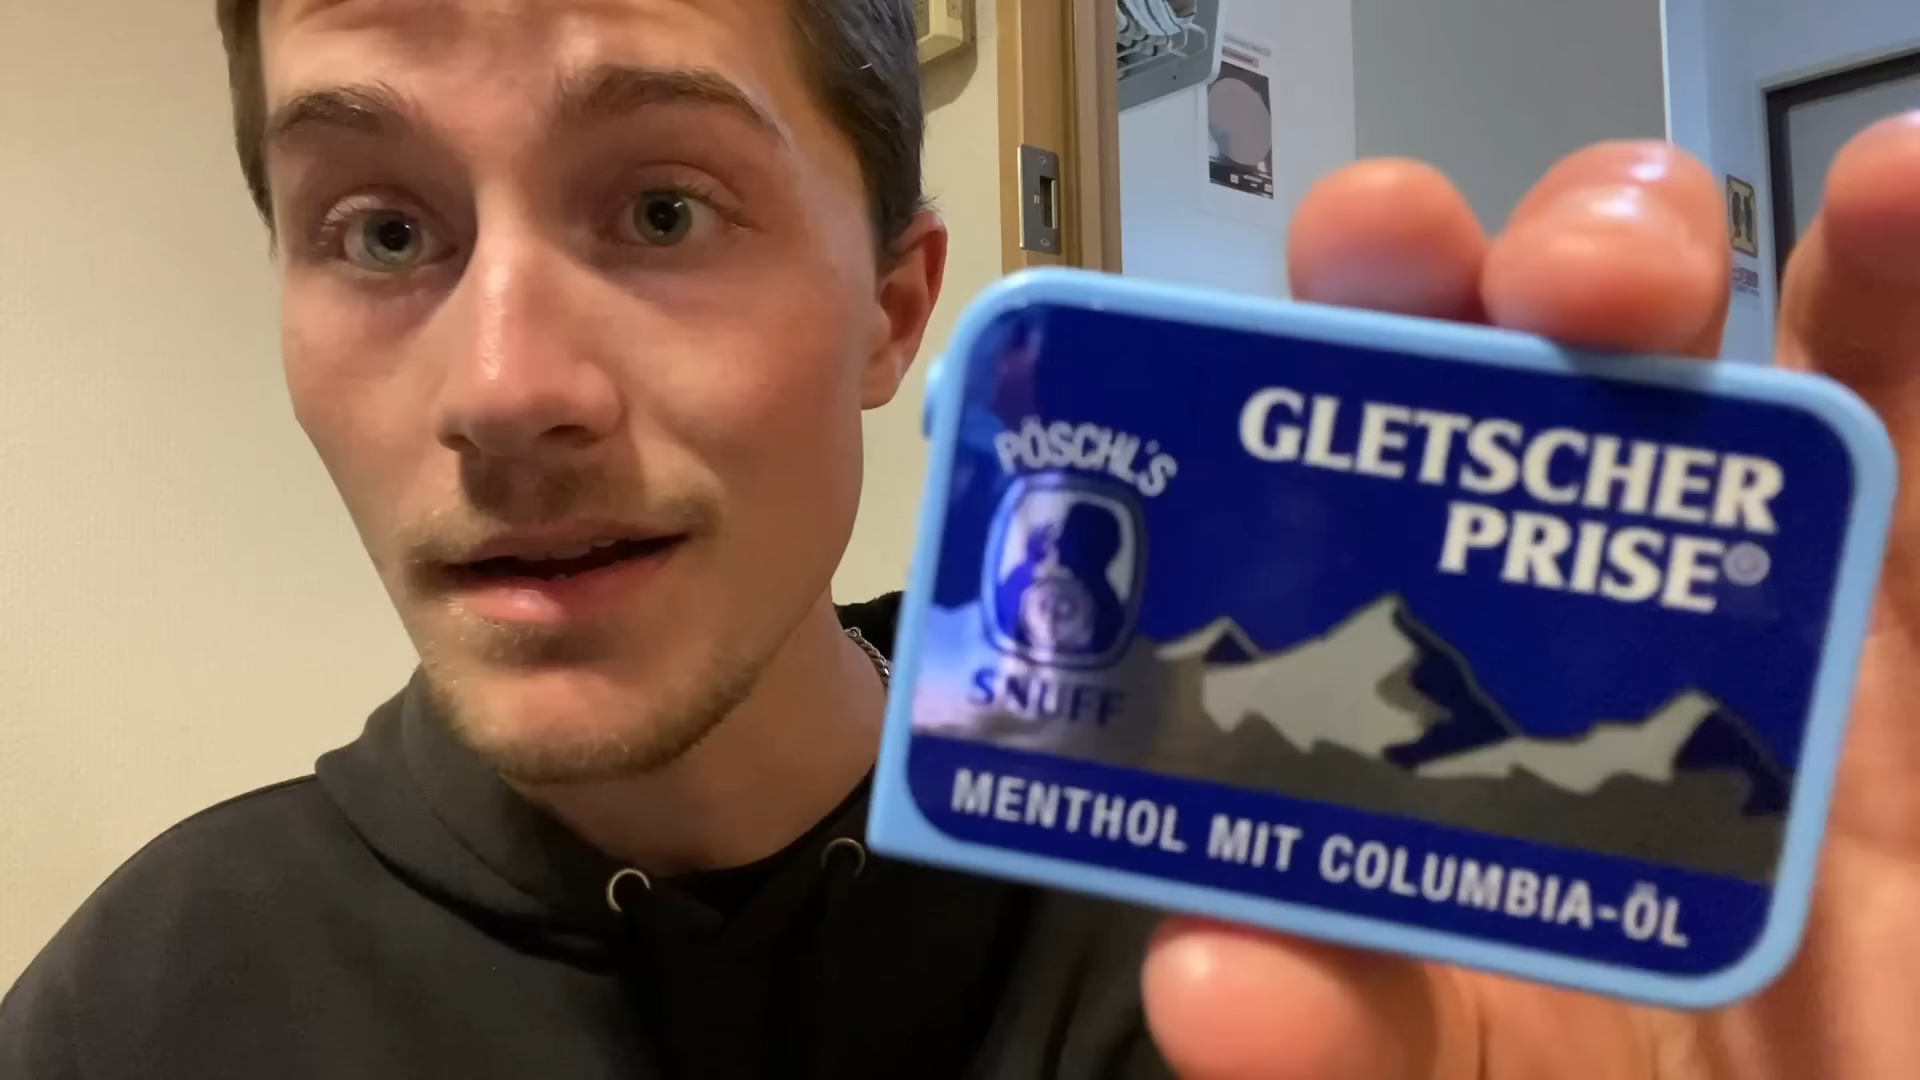 PÖSCHL'S
SNUFF
GLETSCHER
PRISE®
MENTHOL MIT COLUMBIA-ÖL